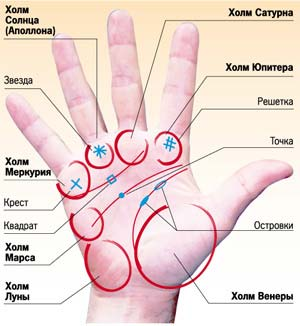 Холм
Солнца
(Аполлона)
Звезда
Холм
Меркурия
Крест
Квадрат
Холм
Марса
Холм
Луны
Холм Сатурна
Холм Юпитера
Решетка
Точка
Островки
Холм Венеры